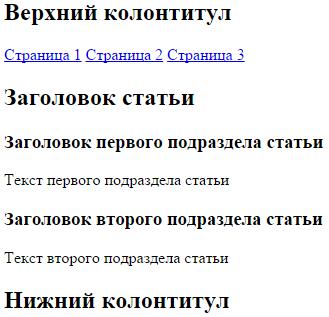 Верхний колонтитул
Страница 1 Страница 2 Страница 3
Заголовок статьи
Заголовок первого подраздела статьи
Текст первого подраздела статьи
Заголовок второго подраздела статьи
Текст второго подраздела статьи
Нижний колонтитул